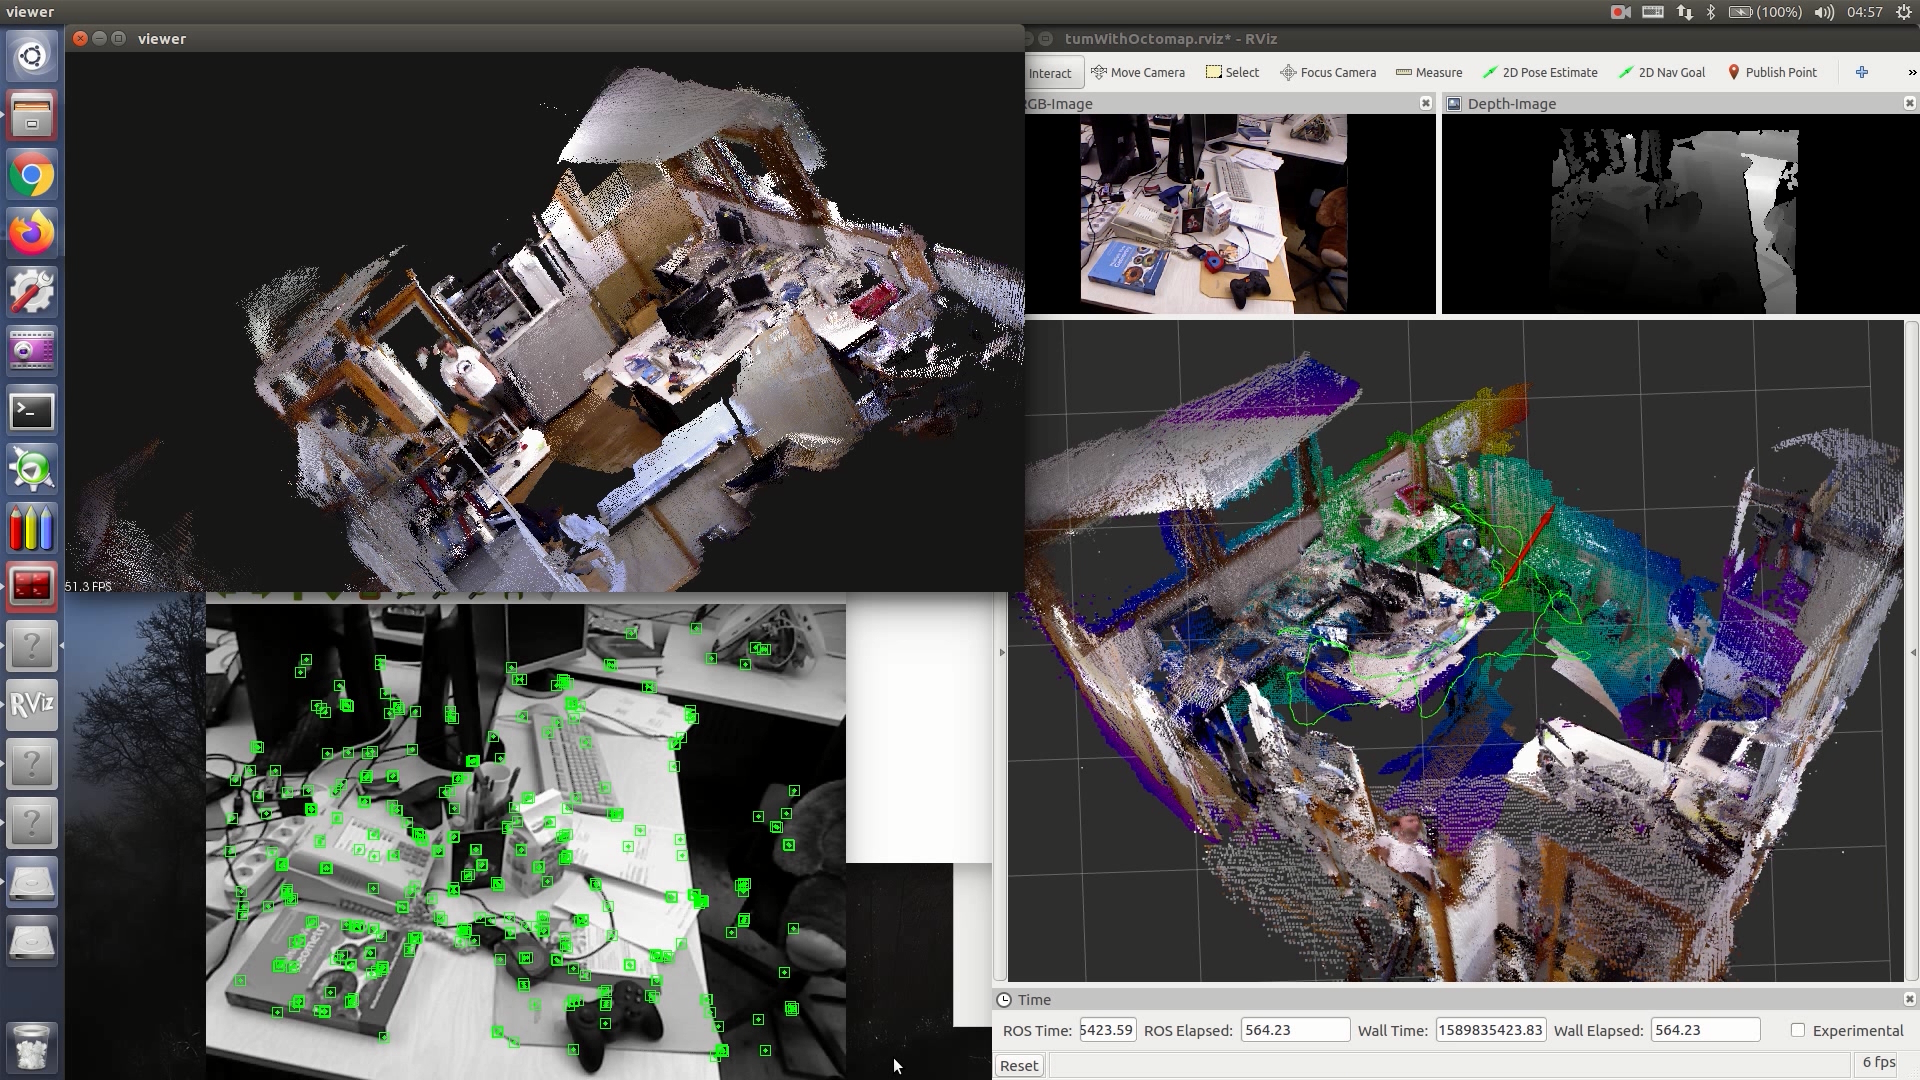 viewer
(100%) 04:57
viewer
tumWithOctomap.rviz* - RViz
Interact Move Camera Select Focus Camera Measure 2D Pose Estimate 2D Nav Goal Publish Point »
GB-Image
Depth-Image
51.3 FPS
RViz
Time
ROS Time: 5423.59 ROS Elapsed: 564.23 Wall Time: 1589835423.83 Wall Elapsed: 564.23 Experimental
Reset
6 fps